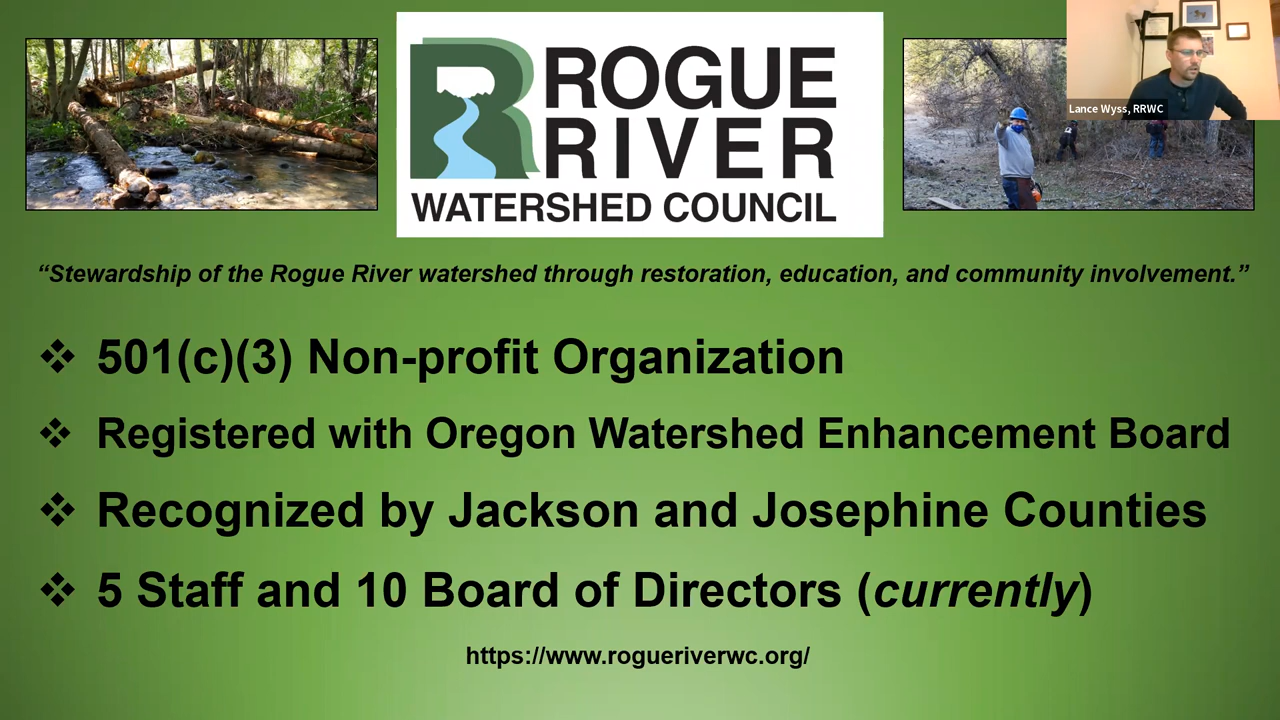 ROGUE
RIVER
WATERSHED COUNCIL
Lance Wyss, RRWC
“Stewardship of the Rogue River watershed through restoration, education, and community involvement.”
❖ 501(c)(3) Non-profit Organization
❖ Registered with Oregon Watershed Enhancement Board
❖ Recognized by Jackson and Josephine Counties
❖ 5 Staff and 10 Board of Directors (currently)
https://www.rogueriverwc.org/